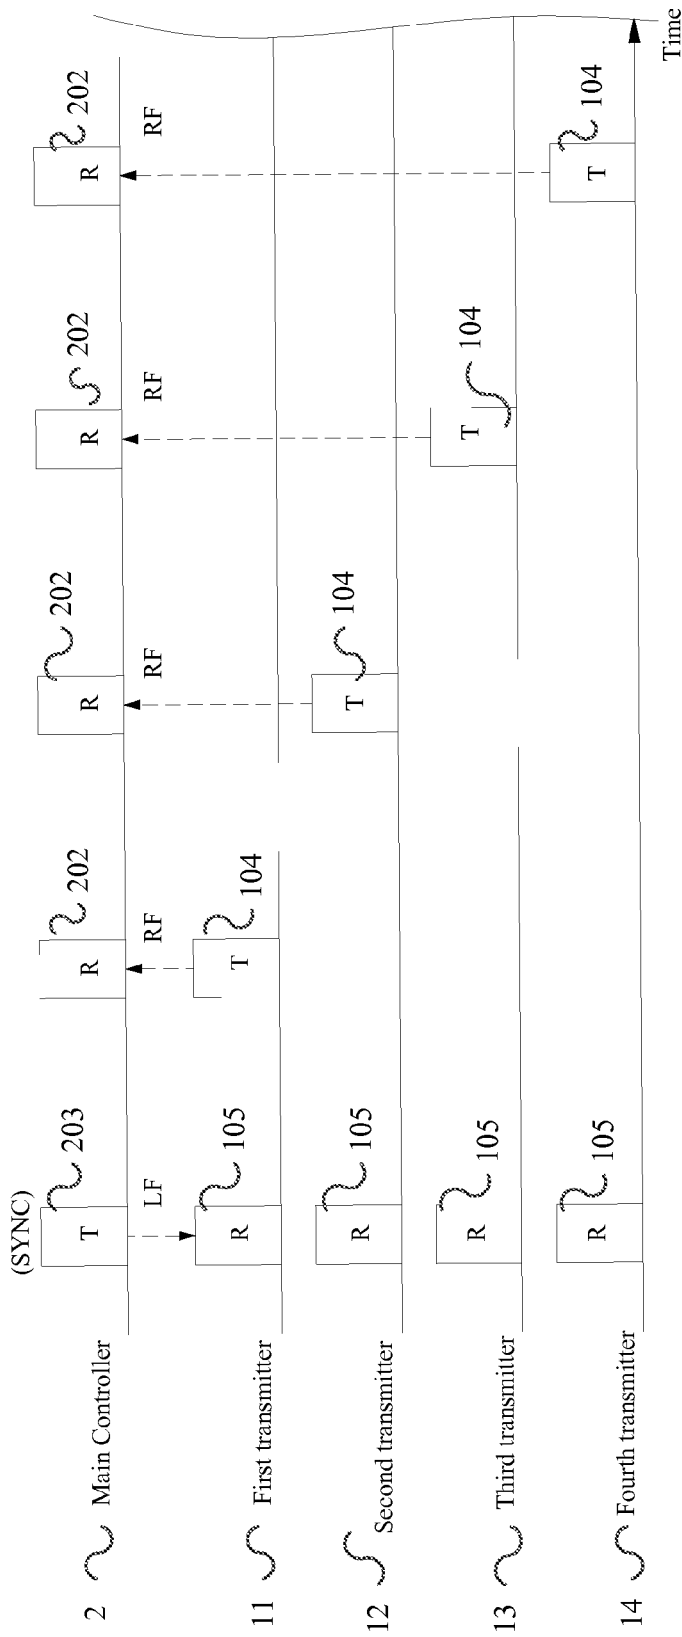 (SYNC)
203 202 202 202 202
2 Main Controller T R R R R
LF RF RF RF RF
105 104
11 First transmitter R T
105 104
12 Second transmitter R T
105 104
13 Third transmitter R T
105 104
14 Fourth transmitter R T
Time